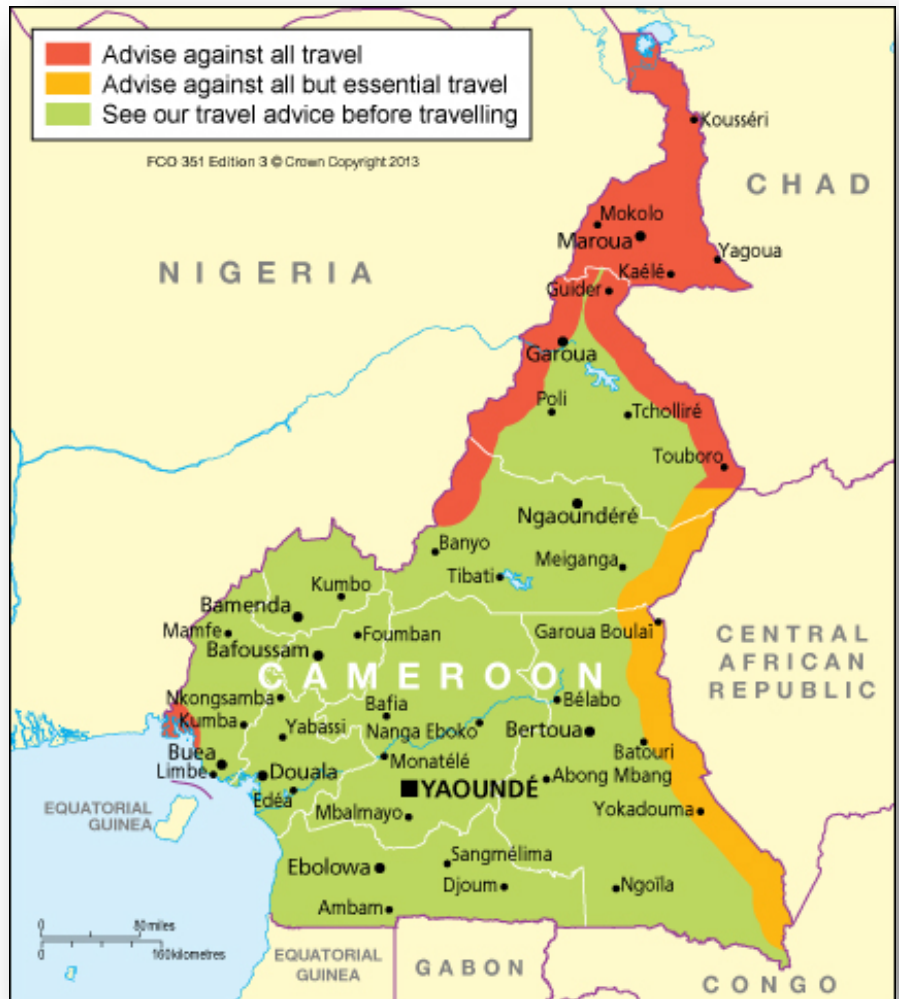 Advise against all travel
Advise against all but essential travel
See our travel advice before travelling
FCO 351 Edition 3 © Crown Copyright 2013
Kousséri
CHAD
Mokolo
Maroua
Yagoua
NIGERIA
Kaélé
Guider
Garoua
Poli
Tcholliré
Touboro
Ngaoundéré
Banyo
Meiganga
Tibati
Kumbo
Bamenda
Mamfe
Foumban
Garoua Boulaï
Bafoussam
CENTRAL
AFRICAN
REPUBLIC
CAMEROON
Nkongsamba
Bélabo
Bafia
Kumba
Yabassi
Nanga Eboko
Bertoua
Batouri
Buea
Monatélé
Limbe
Douala
Abong Mbang
YAOUNDÉ
Edéa
EQUATORIAL
GUINEA
Mbalmayo
Yokadouma
Sangmélima
Ebolowa
Djoum
Ngoïla
Ambam
0 80miles
0 160kilometres
EQUATORIAL
GUINEA
GABON
CONGO